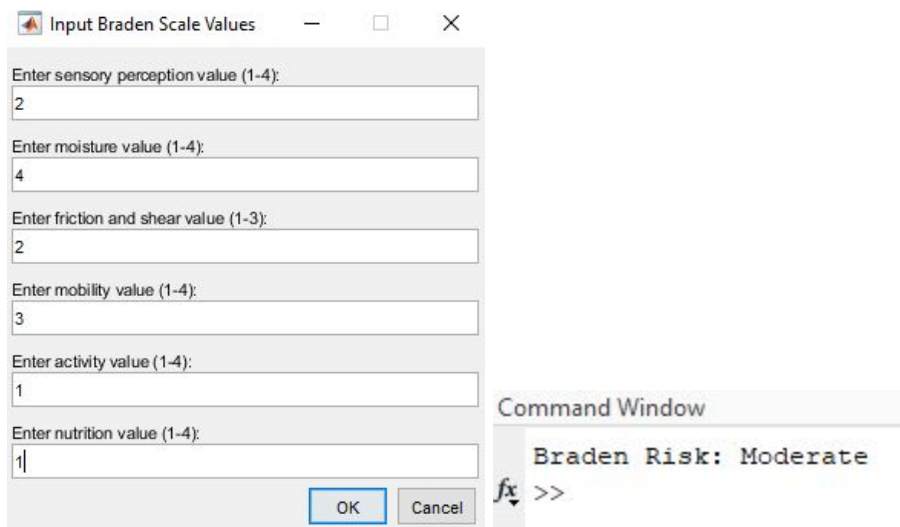 Input Braden Scale Values
Enter sensory perception value (1-4):
2
Enter moisture value (1-4):
4
Enter friction and shear value (1-3):
2
Enter mobility value (1-4):
3
Enter activity value (1-4):
1
Enter nutrition value (1-4):
1
OK Cancel
Command Window
Braden Risk: Moderate
fx >>